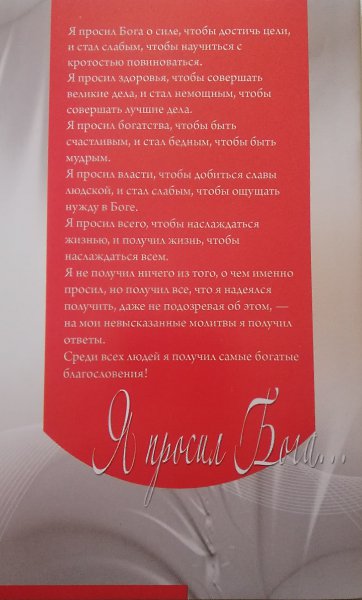 Я просил Бога о силе, чтобы достичь цели,
и стал слабым, чтобы научиться с
кротостью повиноваться.
Я просил здоровья, чтобы совершать
великие дела, и стал немощным, чтобы
совершать лучшие дела.
Я просил богатства, чтобы быть
счастливым, и стал бедным, чтобы быть
мудрым.
Я просил власти, чтобы добиться славы
людской, и стал слабым, чтобы ощущать
нужду в Боге.
Я просил всего, чтобы наслаждаться
жизнью, и получил жизнь, чтобы
наслаждаться всем.
Я не получил ничего из того, о чем именно
просил, но получил все, что я надеялся
получить, даже не подозревая об этом, —
на мои невысказанные молитвы я получил
ответы.
Среди всех людей я получил самые богатые
благословения!
Я просил Бога...